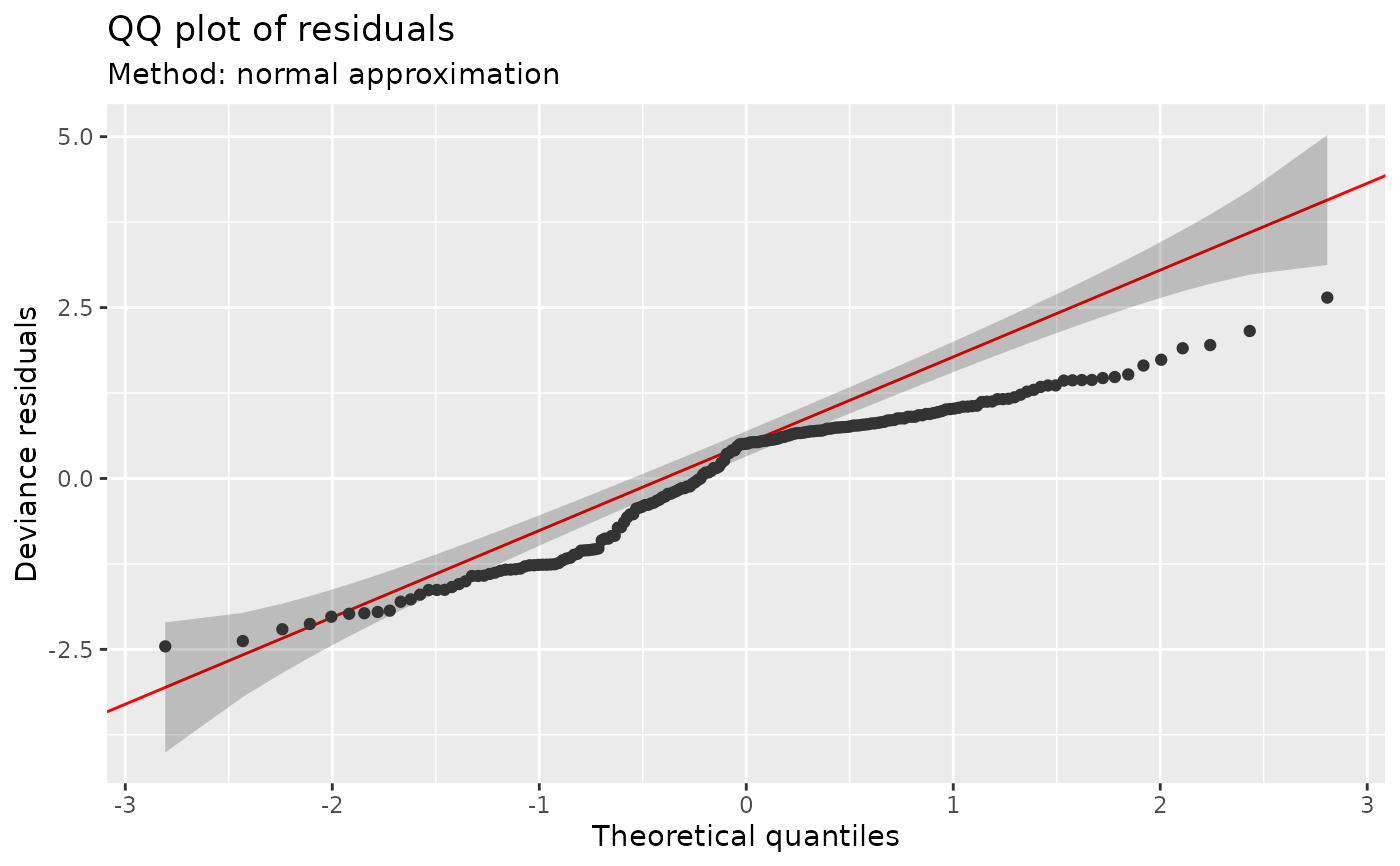 QQ plot of residuals
Method: normal approximation
5.0
2.5
0.0
-2.5
Deviance residuals
-3 -2 -1 0 1 2 3
Theoretical quantiles